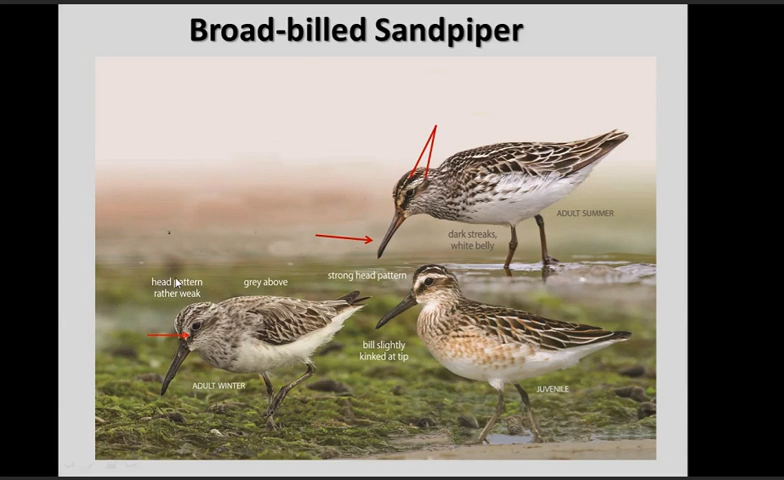 Broad-billed Sandpiper
ADULT SUMMER
dark streaks,
white belly
strong head pattern
head pattern
rather weak
grey above
bill slightly
kinked at tip
ADULT WINTER
JUVENILE